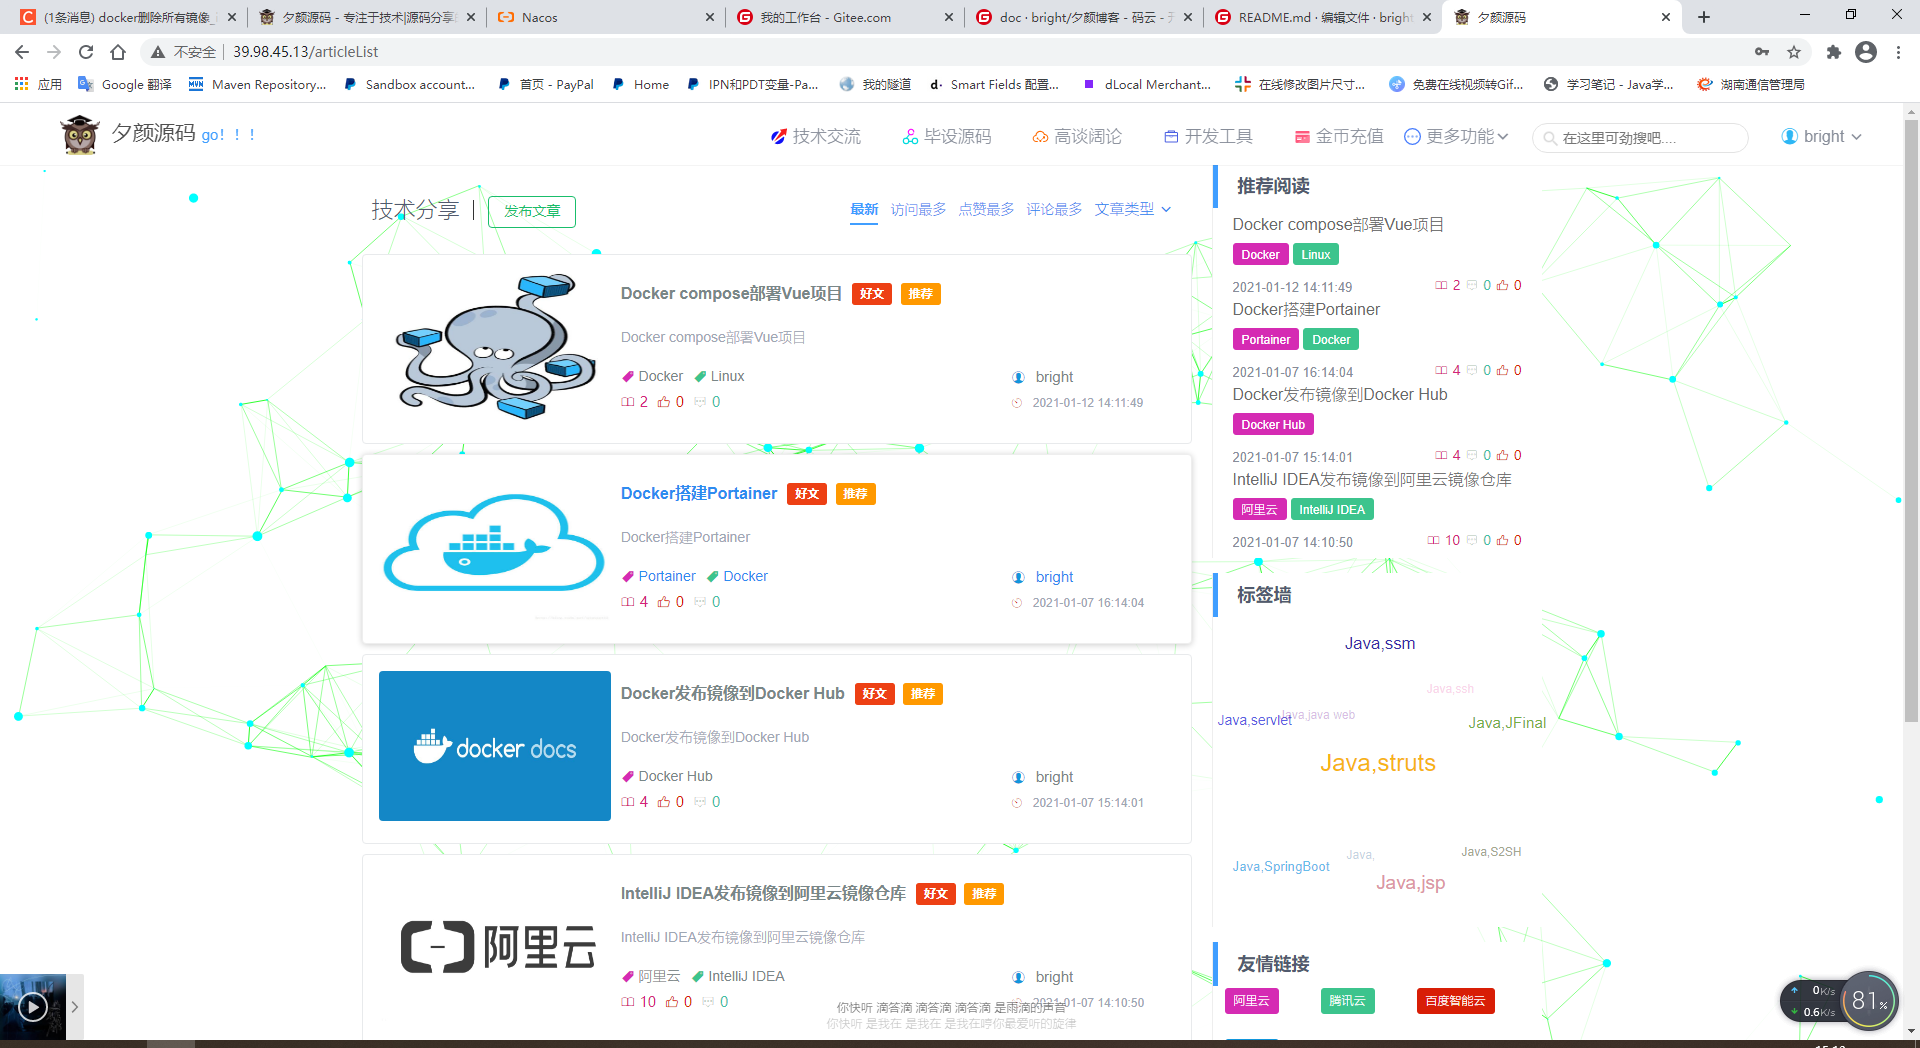 (1条消息) docker删除所有镜像_
夕颜源码 - 专注于技术|源码分享
Nacos
我的工作台 - Gitee.com
doc · bright/夕颜博客 - 码云 -
README.md · 编辑文件 · bright
夕颜源码
不安全 39.98.45.13/articleList
应用 Google 翻译 Maven Repository... Sandbox account... 首页 - PayPal Home IPN和PDT变量-Pa... 我的隧道 Smart Fields 配置... dLocal Merchant... 在线修改图片尺寸... 免费在线视频转Gif... 学习笔记 - Java学... 湖南通信管理局
夕颜源码 go！！！ 技术交流 毕设源码 高谈阔论 开发工具 金币充值 更多功能 在这里可劲搜吧.... bright
技术分享 发布文章 最新 访问最多 点赞最多 评论最多 文章类型
Docker compose部署Vue项目 好文 推荐
Docker compose部署Vue项目
Docker Linux bright
2 0 0 2021-01-12 14:11:49
Docker搭建Portainer 好文 推荐
Docker搭建Portainer
Portainer Docker bright
4 0 0 2021-01-07 16:14:04
docker docs
Docker发布镜像到Docker Hub 好文 推荐
Docker发布镜像到Docker Hub
Docker Hub bright
4 0 0 2021-01-07 15:14:01
阿里云
IntelliJ IDEA发布镜像到阿里云镜像仓库 好文 推荐
IntelliJ IDEA发布镜像到阿里云镜像仓库
阿里云 IntelliJ IDEA bright
10 0 0 2021-01-07 14:10:50
你快听 滴答滴 滴答滴 滴答滴 是雨滴的声音
你快听 是我在 是我在 是我在哼你最爱听的旋律
推荐阅读
Docker compose部署Vue项目
Docker Linux
2021-01-12 14:11:49 2 0 0
Docker搭建Portainer
Portainer Docker
2021-01-07 16:14:04 4 0 0
Docker发布镜像到Docker Hub
Docker Hub
2021-01-07 15:14:01 4 0 0
IntelliJ IDEA发布镜像到阿里云镜像仓库
阿里云 IntelliJ IDEA
2021-01-07 14:10:50 10 0 0
标签墙
Java,ssm
Java,ssh
Java,servlet Java,java web Java,JFinal
Java,struts
Java, Java,S2SH
Java,SpringBoot
Java,jsp
友情链接
阿里云 腾讯云 百度智能云
0K/s
0.6K/s
81%